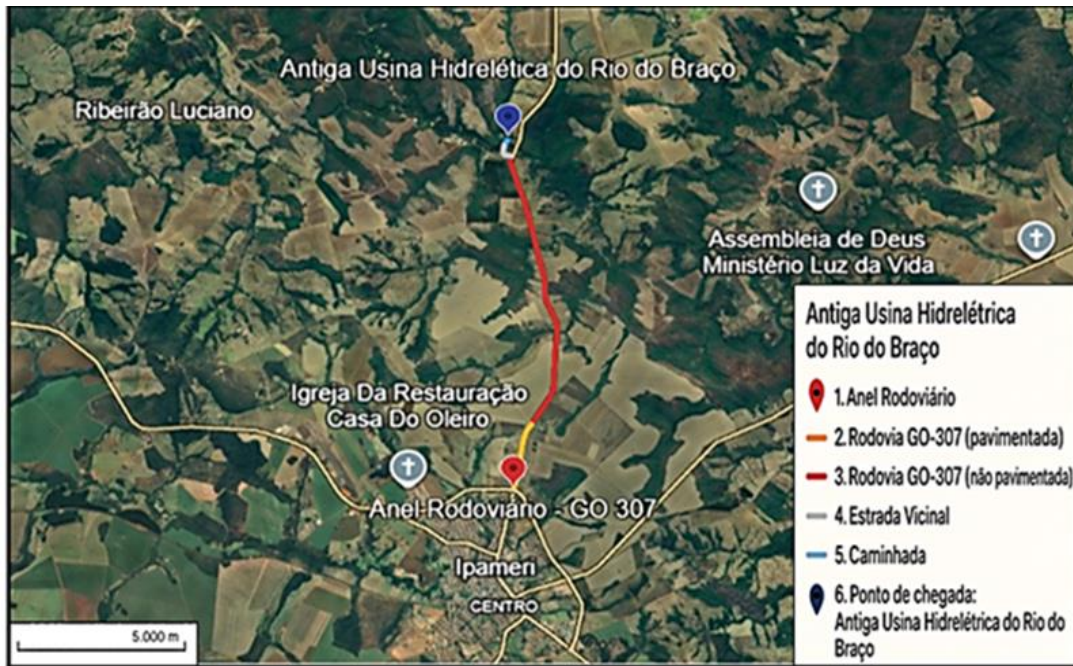 Antiga Usina Hidrelética do Rio do Braço
Ribeirão Luciano
Assembleia de Deus
Ministério Luz da Vida
Igreja Da Restauração
Casa Do Oleiro
Anel Rodoviário - GO 307
Ipameri
CENTRO
5.000 m
Antiga Usina Hidrelétrica
do Rio do Braço
1. Anel Rodoviário
2. Rodovia GO-307 (pavimentada)
3. Rodovia GO-307 (não pavimentada)
4. Estrada Vicinal
5. Caminhada
6. Ponto de chegada:
Antiga Usina Hidrelétrica do Rio do
Braço